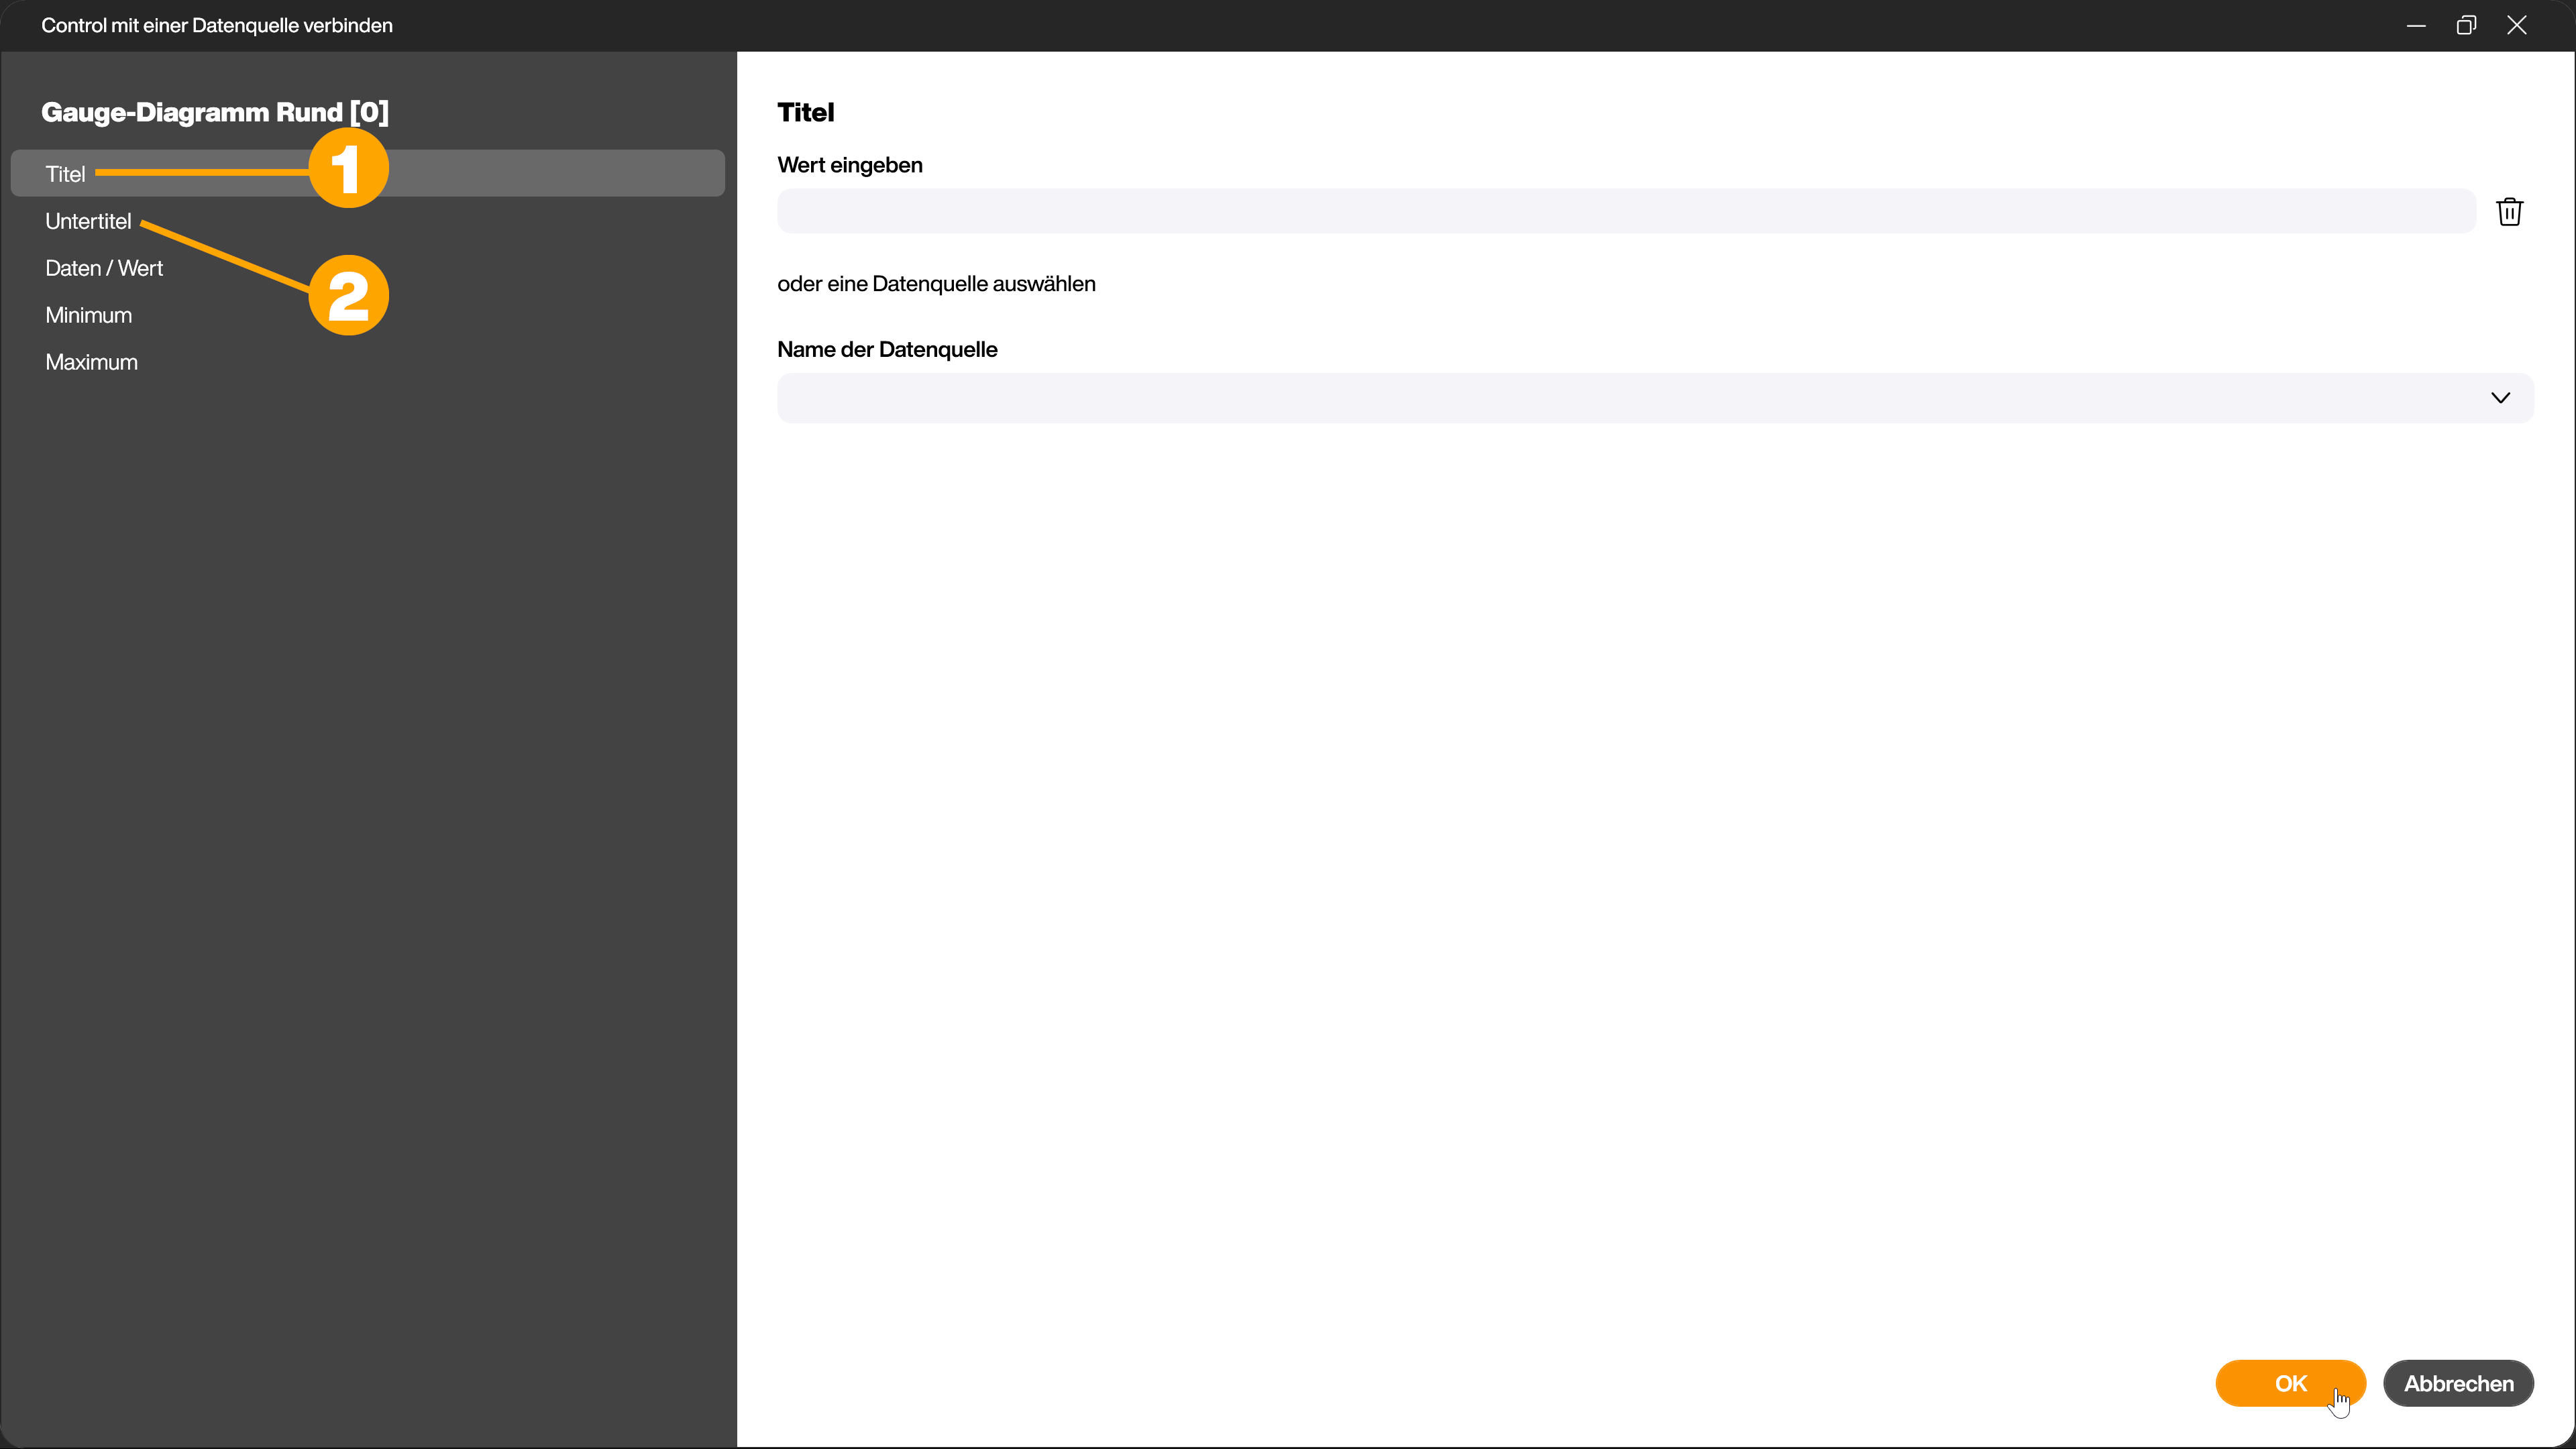 Control mit einer Datenquelle verbinden
Gauge-Diagramm Rund [0]
Titel
1
Untertitel
2
Daten / Wert
Minimum
Maximum
Titel
Wert eingeben
oder eine Datenquelle auswählen
Name der Datenquelle
OK
Abbrechen